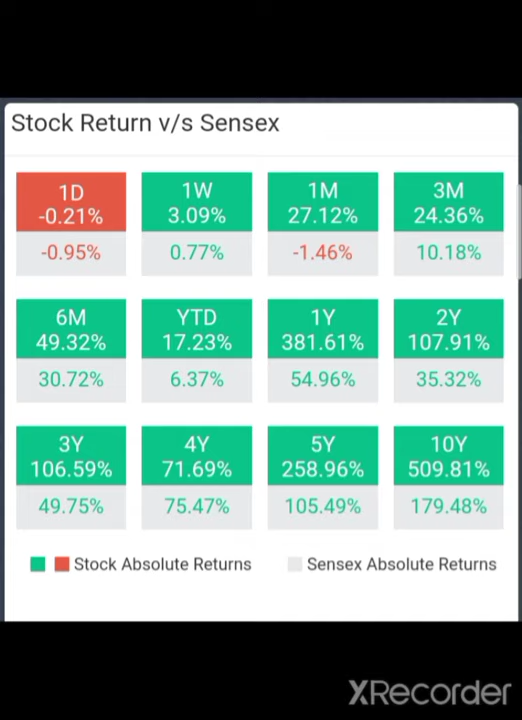 Stock Return v/s Sensex
1D 1W 1M 3M
-0.21% 3.09% 27.12% 24.36%
-0.95% 0.77% -1.46% 10.18%
6M YTD 1Y 2Y
49.32% 17.23% 381.61% 107.91%
30.72% 6.37% 54.96% 35.32%
3Y 4Y 5Y 10Y
106.59% 71.69% 258.96% 509.81%
49.75% 75.47% 105.49% 179.48%
Stock Absolute Returns Sensex Absolute Returns
XRecorder